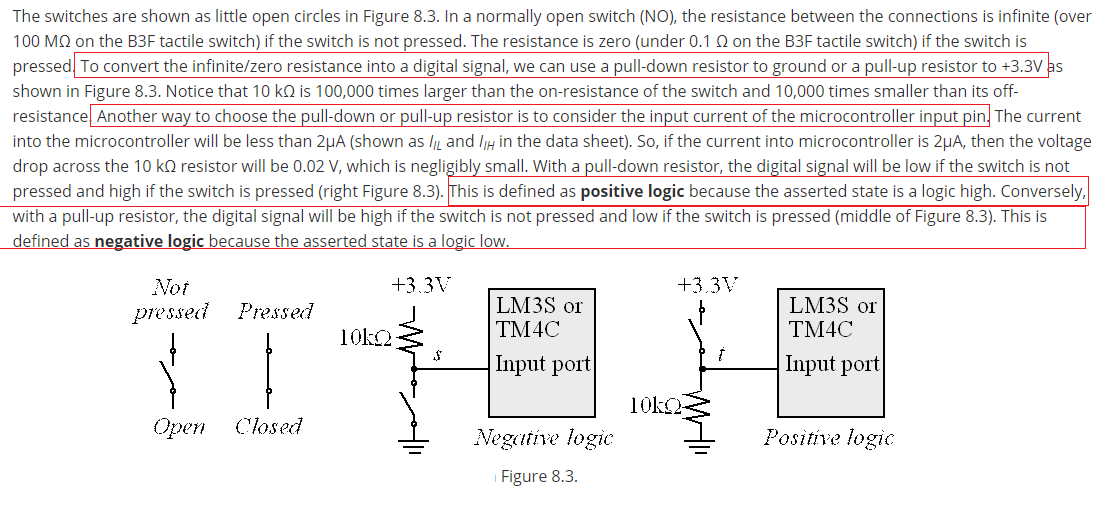 The switches are shown as little open circles in Figure 8.3. In a normally open switch (NO), the resistance between the connections is infinite (over
100 MΩ on the B3F tactile switch) if the switch is not pressed. The resistance is zero (under 0.1 Ω on the B3F tactile switch) if the switch is
pressed. To convert the infinite/zero resistance into a digital signal, we can use a pull-down resistor to ground or a pull-up resistor to +3.3V as
shown in Figure 8.3. Notice that 10 kΩ is 100,000 times larger than the on-resistance of the switch and 10,000 times smaller than its off-
resistance. Another way to choose the pull-down or pull-up resistor is to consider the input current of the microcontroller input pin. The current
into the microcontroller will be less than 2μA (shown as IIL and IIH in the data sheet). So, if the current into microcontroller is 2μA, then the voltage
drop across the 10 kΩ resistor will be 0.02 V, which is negligibly small. With a pull-down resistor, the digital signal will be low if the switch is not
pressed and high if the switch is pressed (right Figure 8.3). This is defined as positive logic because the asserted state is a logic high. Conversely,
with a pull-up resistor, the digital signal will be high if the switch is not pressed and low if the switch is pressed (middle of Figure 8.3). This is
defined as negative logic because the asserted state is a logic low.
Not
pressed
Pressed
Open
Closed
+3.3V
10kΩ
s
LM3S or
TM4C
Input port
Negative logic
+3.3V
t
10kΩ
LM3S or
TM4C
Input port
Positive logic
Figure 8.3.